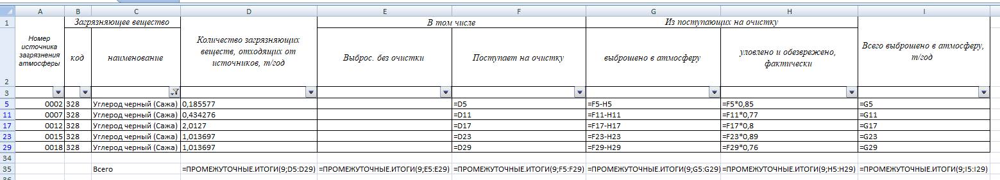 A B C D E F G H I
1 Загрязняющее вещество В том числе Из поступающих на очистку
Номер
источника
загрязнения
атмосферы
код
наименование
Количество загрязняющих
веществ, отходящих от
источников, т/год
Выброс. без очистки
Поступает на очистку
выброшено в атмосферу
уловлено и обезврежено,
фактически
Всего выброшено в атмосферу,
т/год
2
3
5 0002 328 Углерод черный (Сажа) 0,185577 =D5 =F5-H5 =F5*0,85 =G5
11 0007 328 Углерод черный (Сажа) 0,434276 =D11 =F11-H11 =F11*0,77 =G11
17 0012 328 Углерод черный (Сажа) 2,0127 =D17 =F17-H17 =F17*0,8 =G17
23 0015 328 Углерод черный (Сажа) 1,013697 =D23 =F23-H23 =F23*0,89 =G23
29 0018 328 Углерод черный (Сажа) 1,013697 =D29 =F29-H29 =F29*0,76 =G29
34
35 Всего =ПРОМЕЖУТОЧНЫЕ.ИТОГИ(9;D5:D29) =ПРОМЕЖУТОЧНЫЕ.ИТОГИ(9;E5:E29) =ПРОМЕЖУТОЧНЫЕ.ИТОГИ(9;F5:F29) =ПРОМЕЖУТОЧНЫЕ.ИТОГИ(9;G5:G29) =ПРОМЕЖУТОЧНЫЕ.ИТОГИ(9;H5:H29) =ПРОМЕЖУТОЧНЫЕ.ИТОГИ(9;I5:I29)